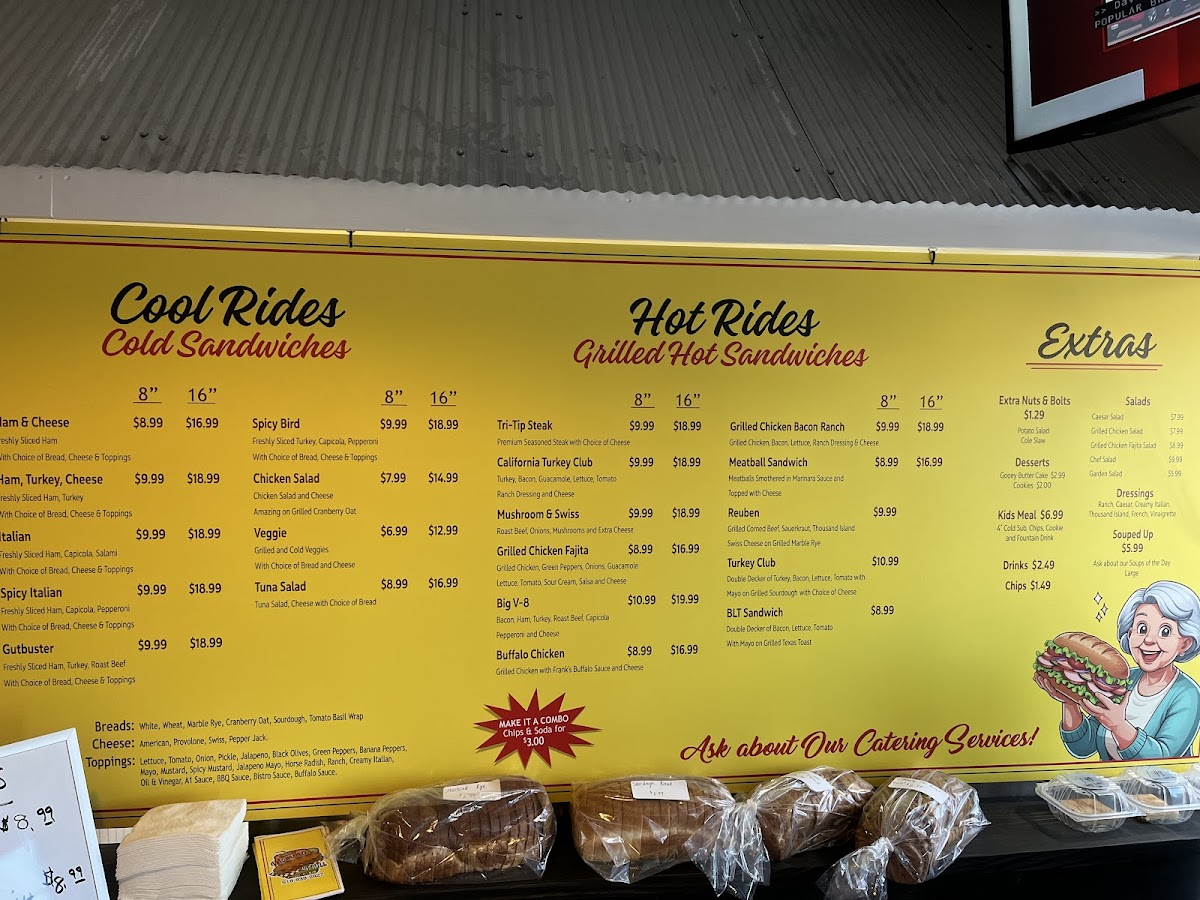 POPULAR
Cool Rides
Cold Sandwiches
8" 16"
Ham & Cheese $8.99 $16.99
Freshly Sliced Ham
With Choice of Bread, Cheese & Toppings
Ham, Turkey, Cheese $9.99 $18.99
Freshly Sliced Ham, Turkey
With Choice of Bread, Cheese & Toppings
Italian $9.99 $18.99
Freshly Sliced Ham, Capicola, Salami
With Choice of Bread, Cheese & Toppings
Spicy Italian $9.99 $18.99
Freshly Sliced Ham, Capicola, Pepperoni
With Choice of Bread, Cheese & Toppings
Gutbuster $9.99 $18.99
Freshly Sliced Ham, Turkey, Roast Beef
With Choice of Bread, Cheese & Toppings
8" 16"
Spicy Bird $9.99 $18.99
Freshly Sliced Turkey, Capicola, Pepperoni
With Choice of Bread, Cheese & Toppings
Chicken Salad $7.99 $14.99
Chicken Salad and Cheese
Amazing on Grilled Cranberry Oat
Veggie $6.99 $12.99
Grilled and Cold Veggies
With Choice of Bread and Cheese
Tuna Salad $8.99 $16.99
Tuna Salad, Cheese with Choice of Bread
Breads: White, Wheat, Marble Rye, Cranberry Oat, Sourdough, Tomato Basil Wrap
Cheese: American, Provolone, Swiss, Pepper Jack.
Toppings: Lettuce, Tomato, Onion, Pickle, Jalapeno, Black Olives, Green Peppers, Banana Peppers,
Mayo, Mustard, Spicy Mustard, Jalapeno Mayo, Horse Radish, Ranch, Creamy Italian,
Oil & Vinegar, A1 Sauce, BBQ Sauce, Bistro Sauce, Buffalo Sauce.
Hot Rides
Grilled Hot Sandwiches
8" 16"
Tri-Tip Steak $9.99 $18.99
Premium Seasoned Steak with Choice of Cheese
California Turkey Club $9.99 $18.99
Turkey, Bacon, Guacamole, Lettuce, Tomato
Ranch Dressing and Cheese
Mushroom & Swiss $9.99 $18.99
Roast Beef, Onions, Mushrooms and Extra Cheese
Grilled Chicken Fajita $8.99 $16.99
Grilled Chicken, Green Peppers, Onions, Guacamole
Lettuce, Tomato, Sour Cream, Salsa and Cheese
Big V-8 $10.99 $19.99
Bacon, Ham, Turkey, Roast Beef, Capicola
Pepperoni and Cheese
Buffalo Chicken $8.99 $16.99
Grilled Chicken with Frank's Buffalo Sauce and Cheese
8" 16"
Grilled Chicken Bacon Ranch $9.99 $18.99
Grilled Chicken, Bacon, Lettuce, Ranch Dressing & Cheese
Meatball Sandwich $8.99 $16.99
Meatballs Smothered in Marinara Sauce and
Topped with Cheese
Reuben $9.99
Grilled Corned Beef, Sauerkraut, Thousand Island
Swiss Cheese on Grilled Marble Rye
Turkey Club $10.99
Double Decker of Turkey, Bacon, Lettuce, Tomato with
Mayo on Grilled Sourdough with Choice of Cheese
BLT Sandwich $8.99
Double Decker of Bacon, Lettuce, Tomato
With Mayo on Grilled Texas Toast
MAKE IT A COMBO
Chips & Soda for
$3.00
Ask about Our Catering Services!
Extras
Extra Nuts & Bolts
$1.29
Potato Salad
Cole Slaw
Desserts
Gooey Butter Cake $2.99
Cookies $2.00
Kids Meal $6.99
4" Cold Sub, Chips, Cookie
and Fountain Drink
Drinks $2.49
Chips $1.49
Salads
Caesar Salad $7.99
Grilled Chicken Salad $7.99
Grilled Chicken Fajita Salad $8.99
Chef Salad $9.99
Garden Salad $5.99
Dressings
Ranch, Caesar, Creamy Italian,
Thousand Island, French, Vinaigrette
Souped Up
$5.99
Ask about our Soups of the Day
Large
$8.99
$8.99